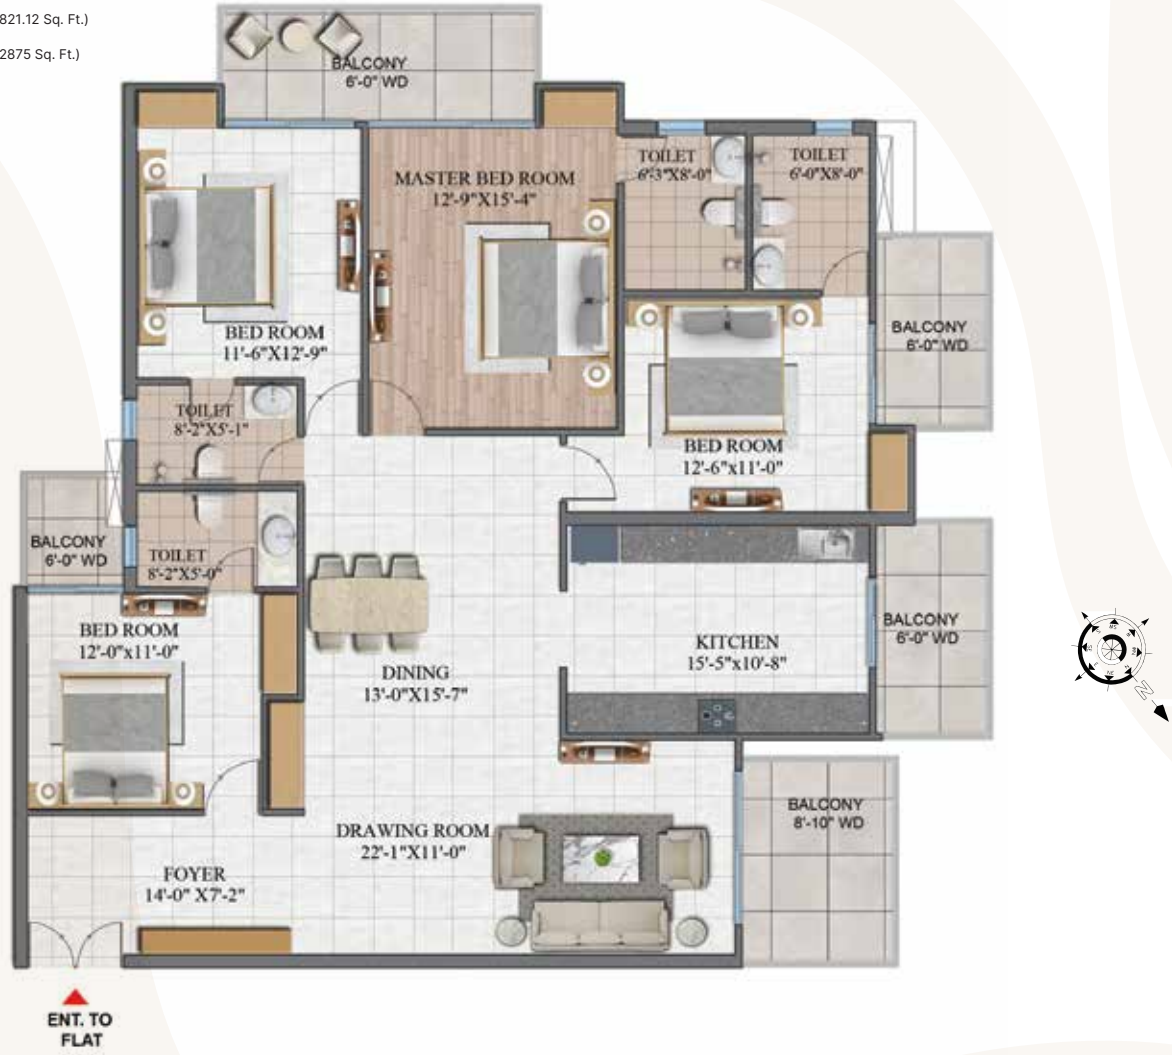 821.12 Sq. Ft.)
2875 Sq. Ft.)
BALCONY
6'-0" WD
MASTER BED ROOM
12'-9"X15'-4"
TOILET
6'-3"X8'-0"
TOILET
6'-0"X8'-0"
BED ROOM
11'-6"X12'-9"
BALCONY
6'-0" WD
TOILET
8'-2"X5'-1"
BED ROOM
12'-6"x11'-0"
BALCONY
6'-0" WD
TOILET
8'-2"X5'-0"
BED ROOM
12'-0"x11'-0"
KITCHEN
15'-5"x10'-8"
BALCONY
6'-0" WD
DINING
13'-0"X15'-7"
N
BALCONY
8'-10" WD
DRAWING ROOM
22'-1"X11'-0"
FOYER
14'-0" X7'-2"
ENT. TO
FLAT